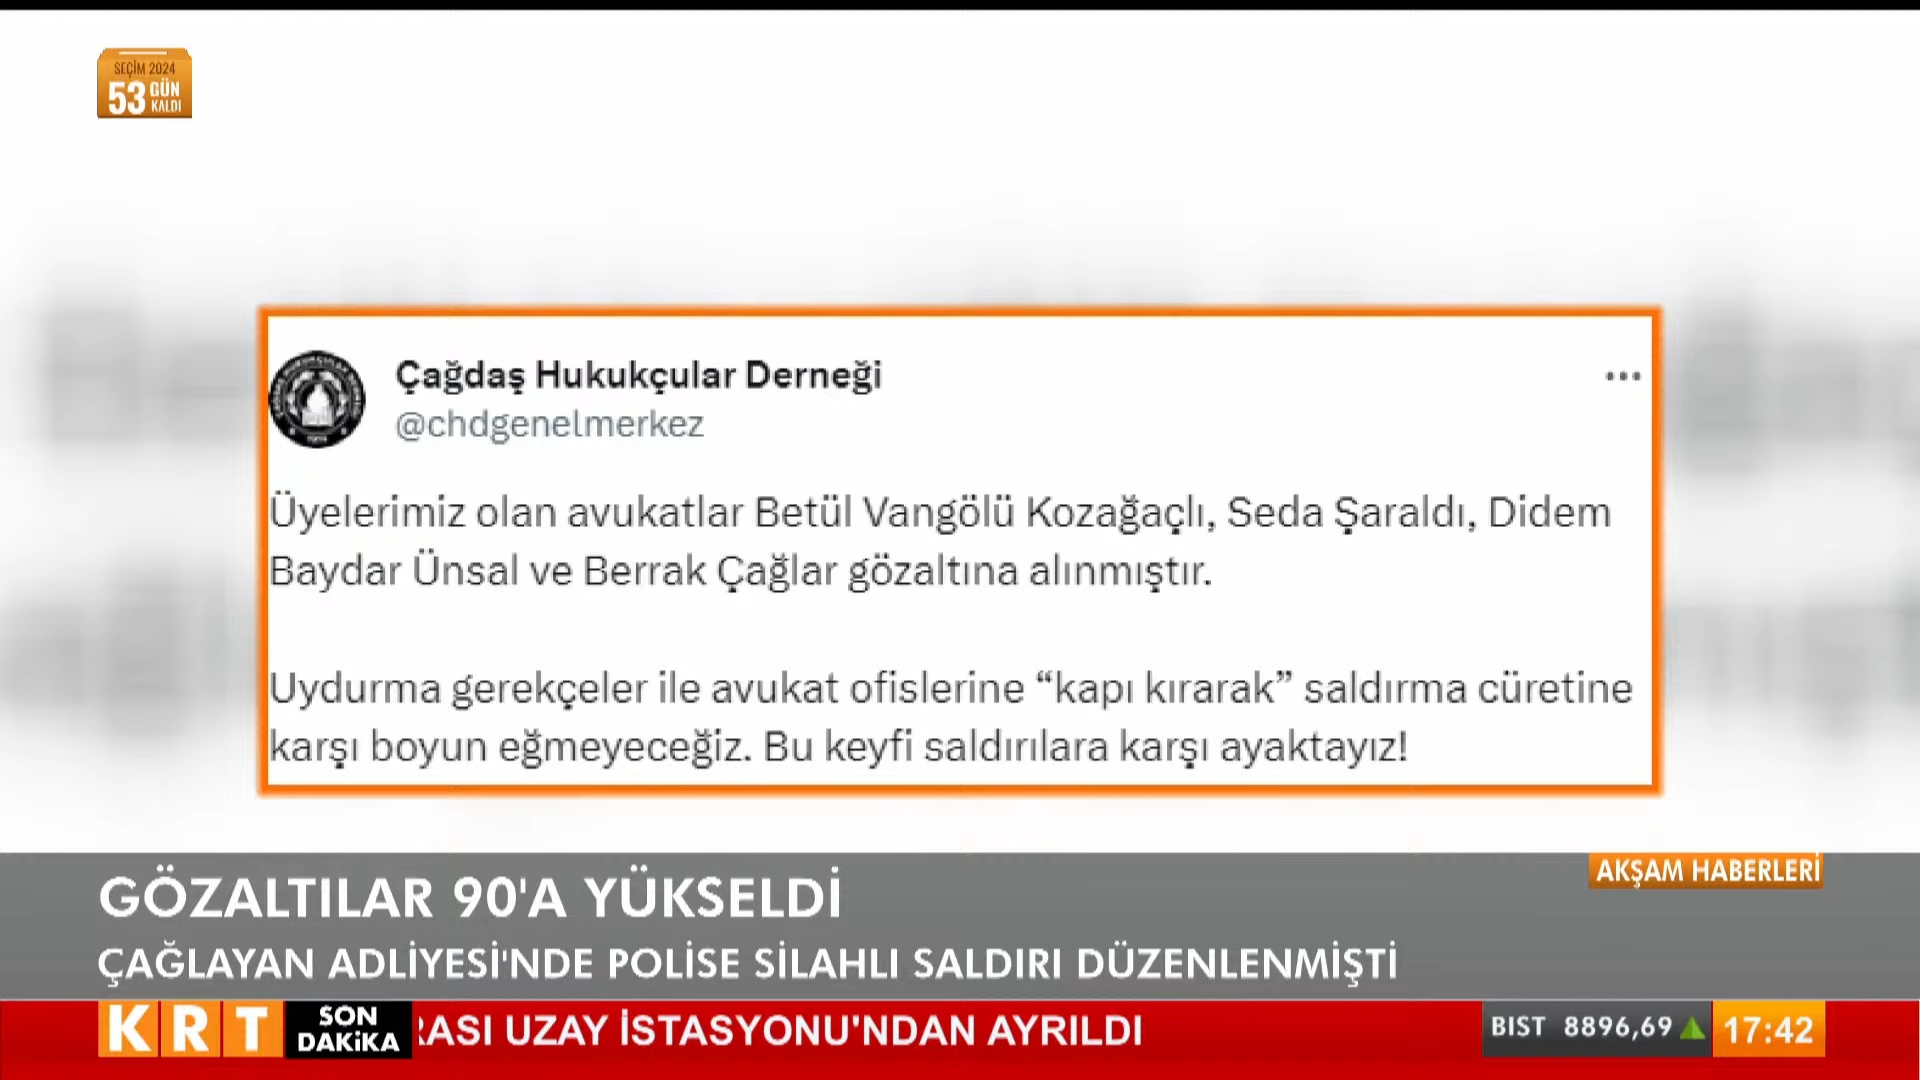 SEÇİM 2024
53 GÜN KALDI
Çağdaş Hukukçular Derneği
@chdgenelmerkez
Üyelerimiz olan avukatlar Betül Vangölü Kozağaçlı, Seda Şaraldı, Didem
Baydar Ünsal ve Berrak Çağlar gözaltına alınmıştır.
Uydurma gerekçeler ile avukat ofislerine “kapı kırarak” saldırma cüretine
karşı boyun eğmeyeceğiz. Bu keyfi saldırılara karşı ayaktayız!
AKŞAM HABERLERİ
GÖZALTILAR 90'A YÜKSELDİ
ÇAĞLAYAN ADLİYESİ'NDE POLİSE SİLAHLI SALDIRI DÜZENLENMİŞTİ
KRT SON DAKİKA RASI UZAY İSTASYONU'NDAN AYRILDI BIST 8896,69 17:42